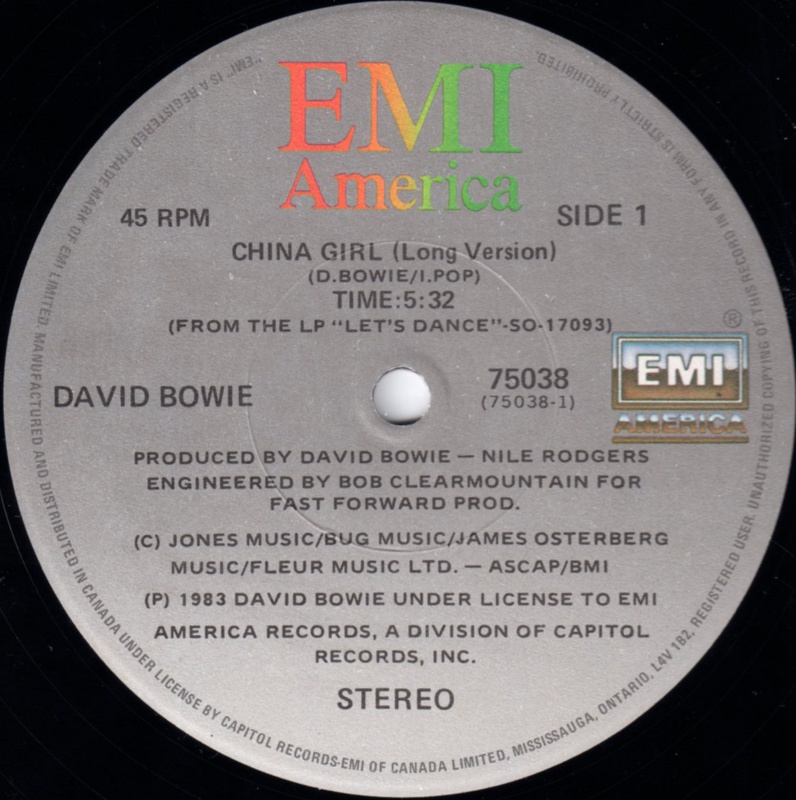 EMI
America
45 RPM
SIDE 1
CHINA GIRL (Long Version)
(D.BOWIE/I.POP)
TIME:5:32
(FROM THE LP "LET'S DANCE"-SO-17093)
DAVID BOWIE
75038
(75038-1)
®
EMI
AMERICA
PRODUCED BY DAVID BOWIE — NILE RODGERS
ENGINEERED BY BOB CLEARMOUNTAIN FOR
FAST FORWARD PROD.
(C) JONES MUSIC/BUG MUSIC/JAMES OSTERBERG
MUSIC/FLEUR MUSIC LTD. — ASCAP/BMI
(P) 1983 DAVID BOWIE UNDER LICENSE TO EMI
AMERICA RECORDS, A DIVISION OF CAPITOL
RECORDS, INC.
STEREO
"EMI" IS A REGISTERED TRADE MARK OF EMI LIMITED. MANUFACTURED AND DISTRIBUTED IN CANADA UNDER LICENSE BY CAPITOL RECORDS-EMI OF CANADA LIMITED, MISSISSAUGA, ONTARIO, L4V 1B2, REGISTERED USER. UNAUTHORIZED COPYING OF THIS RECORD IN ANY FORM IS STRICTLY PROHIBITED.